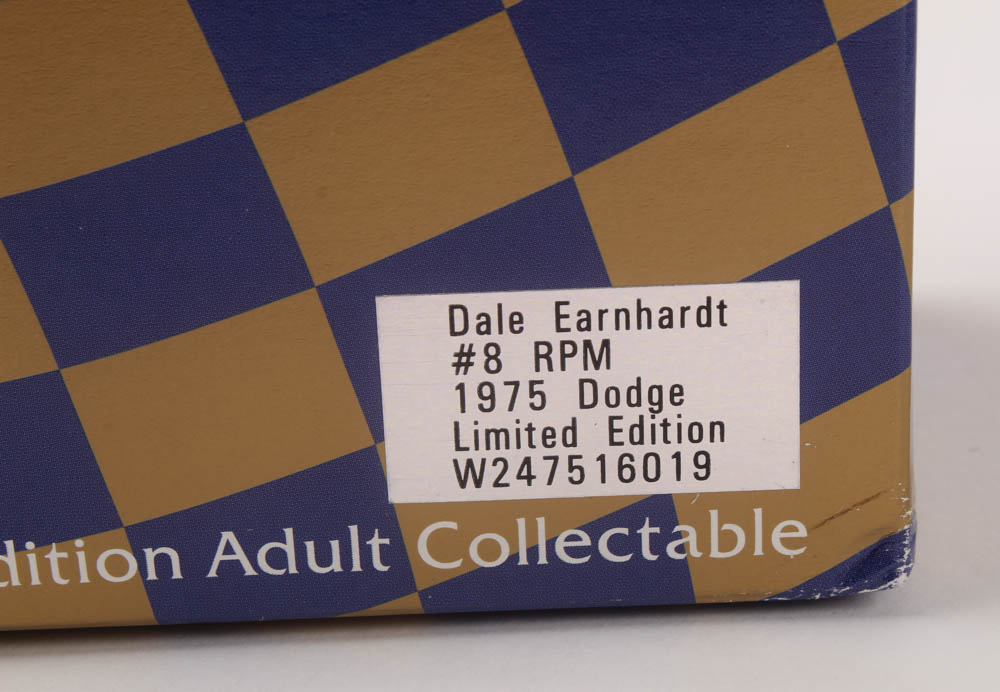 Dale Earnhardt
#8 RPM
1975 Dodge
Limited Edition
W247516019
dition Adult Collectable